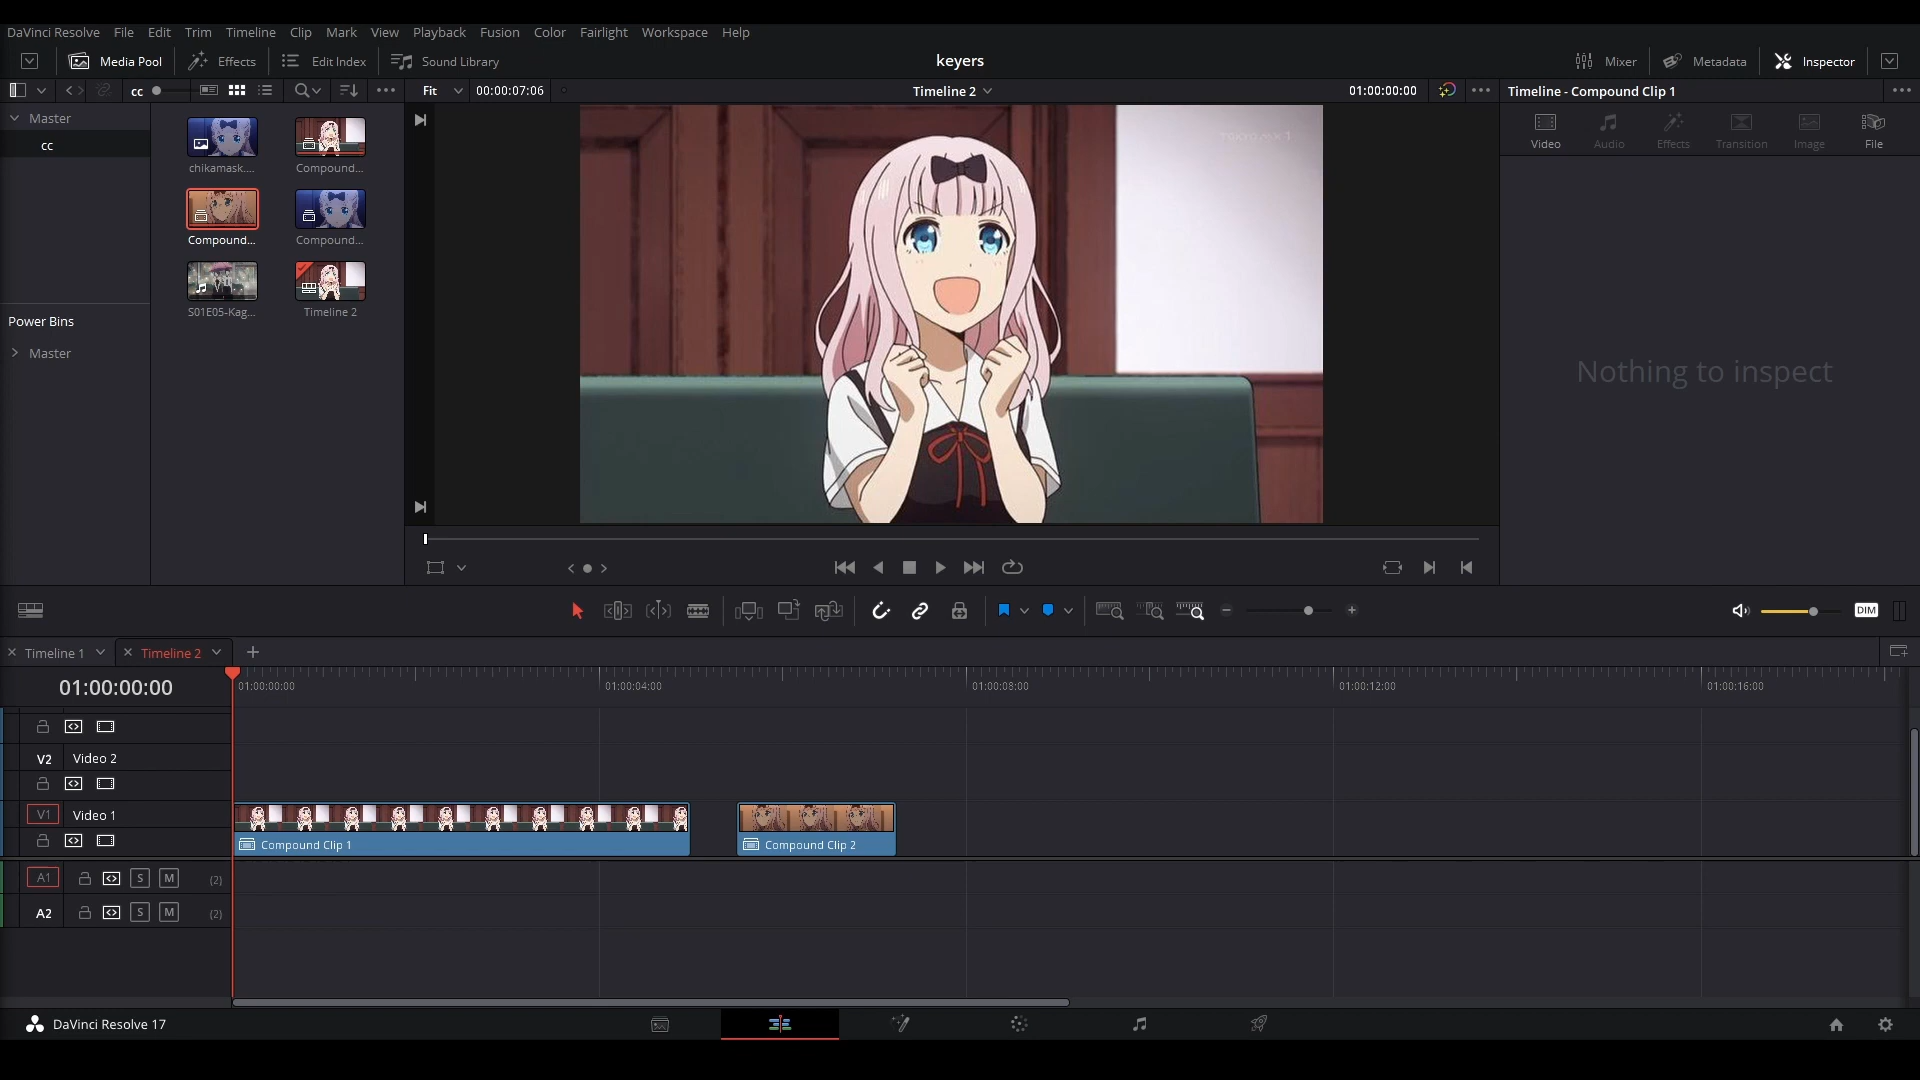 DaVinci Resolve File Edit Trim Timeline Clip Mark View Playback Fusion Color Fairlight Workspace Help
Media Pool Effects Edit Index Sound Library keyers Mixer Metadata Inspector
cc Fit 00:00:07:06 Timeline 2 01:00:00:00 Timeline - Compound Clip 1
Master
cc
chikamask.... Compound...
Compound... Compound...
S01E05-Kag... Timeline 2
Power Bins
Master
Video Audio Effects Transition Image File
Nothing to inspect
DIM
Timeline 1 Timeline 2
01:00:00:00 01:00:00:00 01:00:04:00 01:00:08:00 01:00:12:00 01:00:16:00
V2 Video 2
V1 Video 1
Compound Clip 1 Compound Clip 2
A1 S M (2)
A2 S M (2)
DaVinci Resolve 17